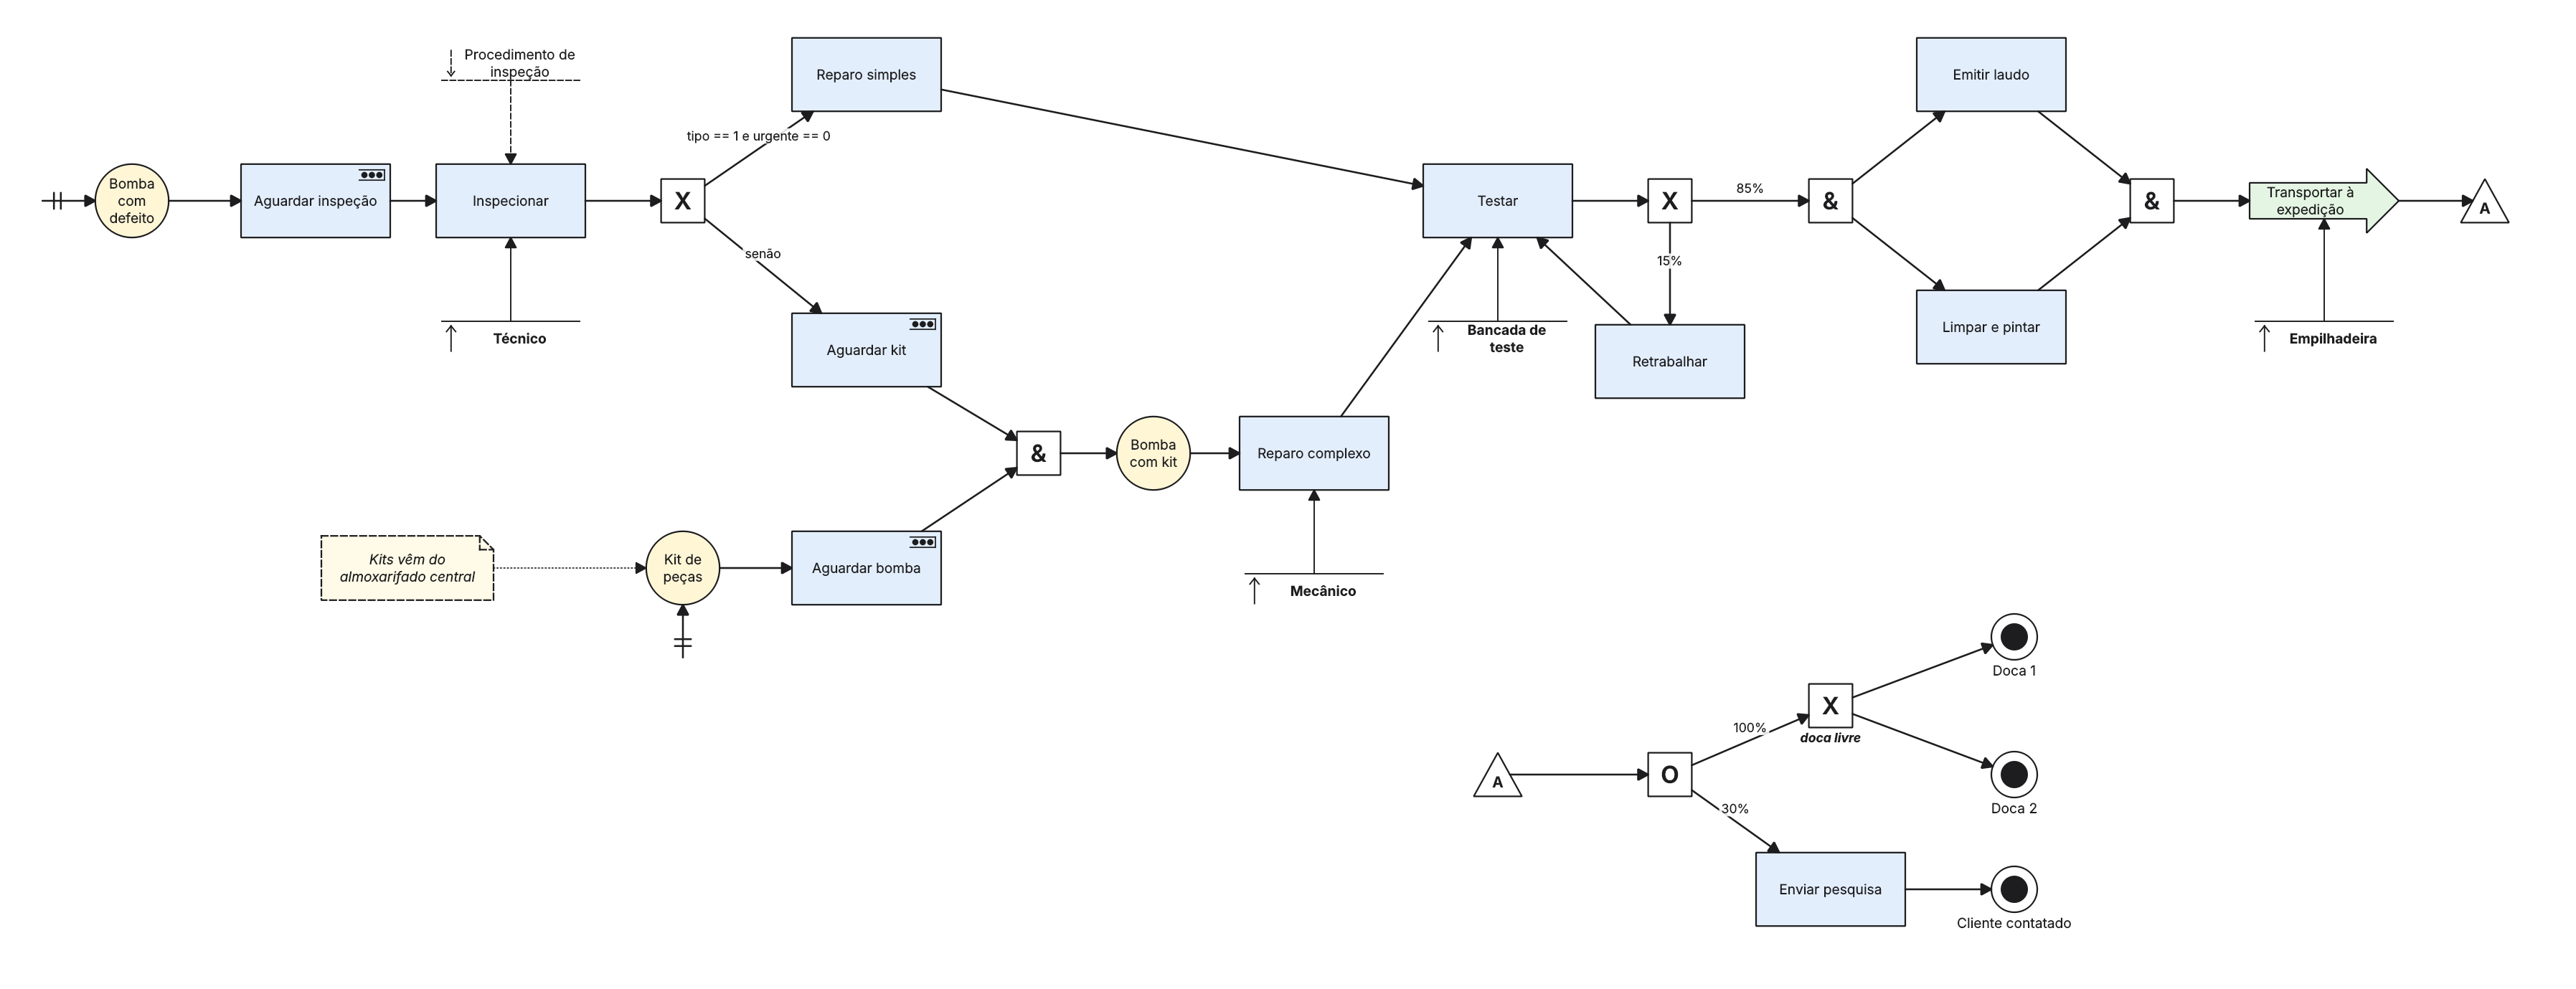 Procedimento de
inspeção
Reparo simples
Emitir laudo
tipo == 1 e urgente == 0
Bomba
com
defeito
Aguardar inspeção
Inspecionar
X
Testar
X
85%
&
&
Transportar à
expedição
A
senão
15%
Técnico
Aguardar kit
Bancada de
teste
Retrabalhar
Limpar e pintar
Empilhadeira
&
Bomba
com kit
Reparo complexo
Kits vêm do
almoxarifado central
Kit de
peças
Aguardar bomba
Mecânico
Doca 1
X
doca livre
100%
A
O
Doca 2
30%
Enviar pesquisa
Cliente contatado